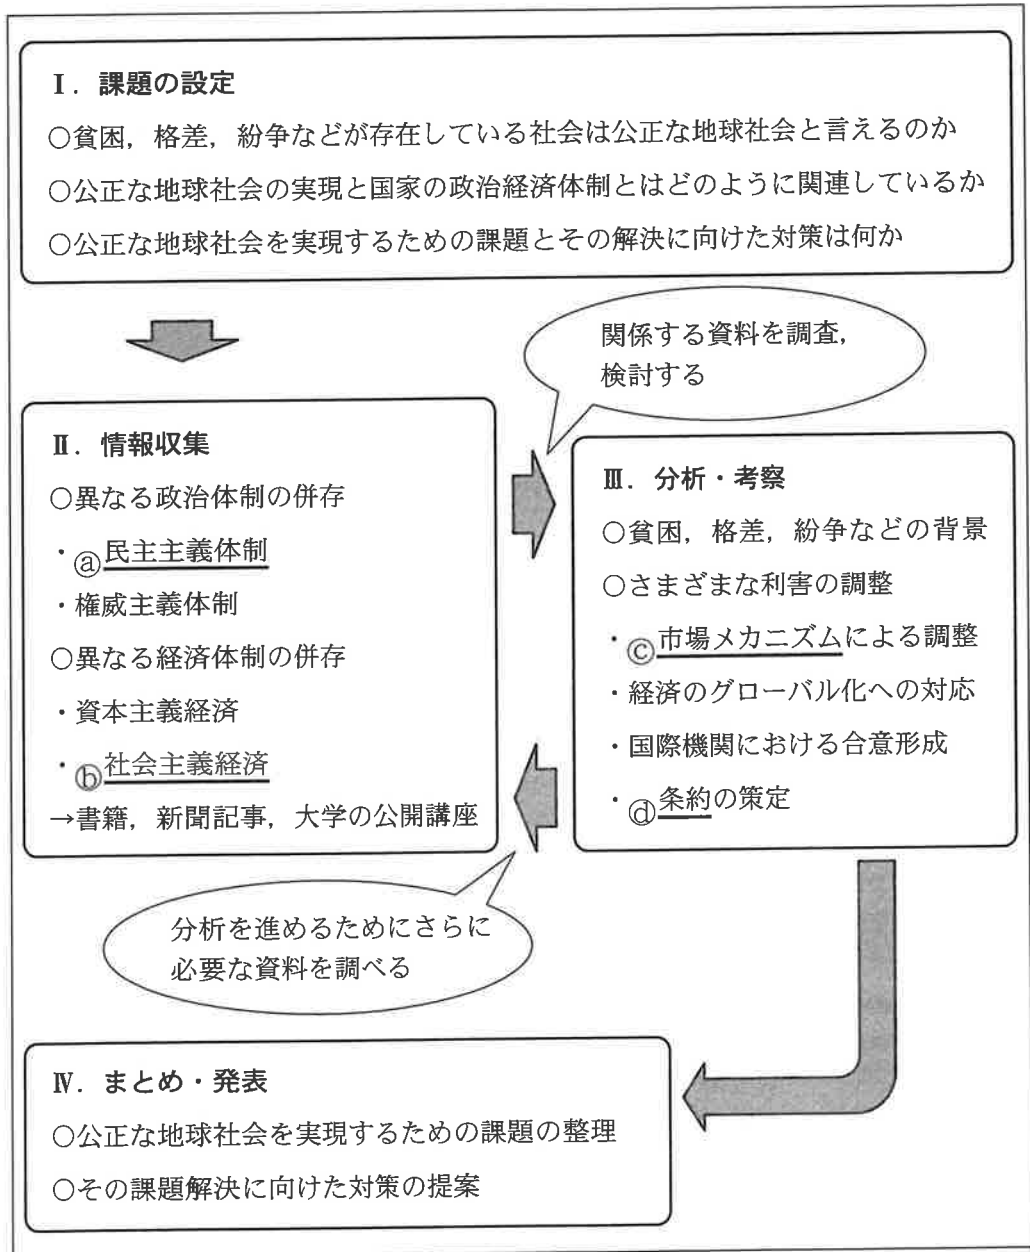 Ⅰ．課題の設定
○貧困，格差，紛争などが存在している社会は公正な地球社会と言えるのか
○公正な地球社会の実現と国家の政治経済体制とはどのように関連しているか
○公正な地球社会を実現するための課題とその解決に向けた対策は何か
関係する資料を調査，
検討する
Ⅱ．情報収集
○異なる政治体制の併存
・ⓐ民主主義体制
・権威主義体制
○異なる経済体制の併存
・資本主義経済
・ⓑ社会主義経済
→書籍，新聞記事，大学の公開講座
Ⅲ．分析・考察
○貧困，格差，紛争などの背景
○さまざまな利害の調整
・ⓒ市場メカニズムによる調整
・経済のグローバル化への対応
・国際機関における合意形成
・ⓓ条約の策定
分析を進めるためにさらに
必要な資料を調べる
Ⅳ．まとめ・発表
○公正な地球社会を実現するための課題の整理
○その課題解決に向けた対策の提案